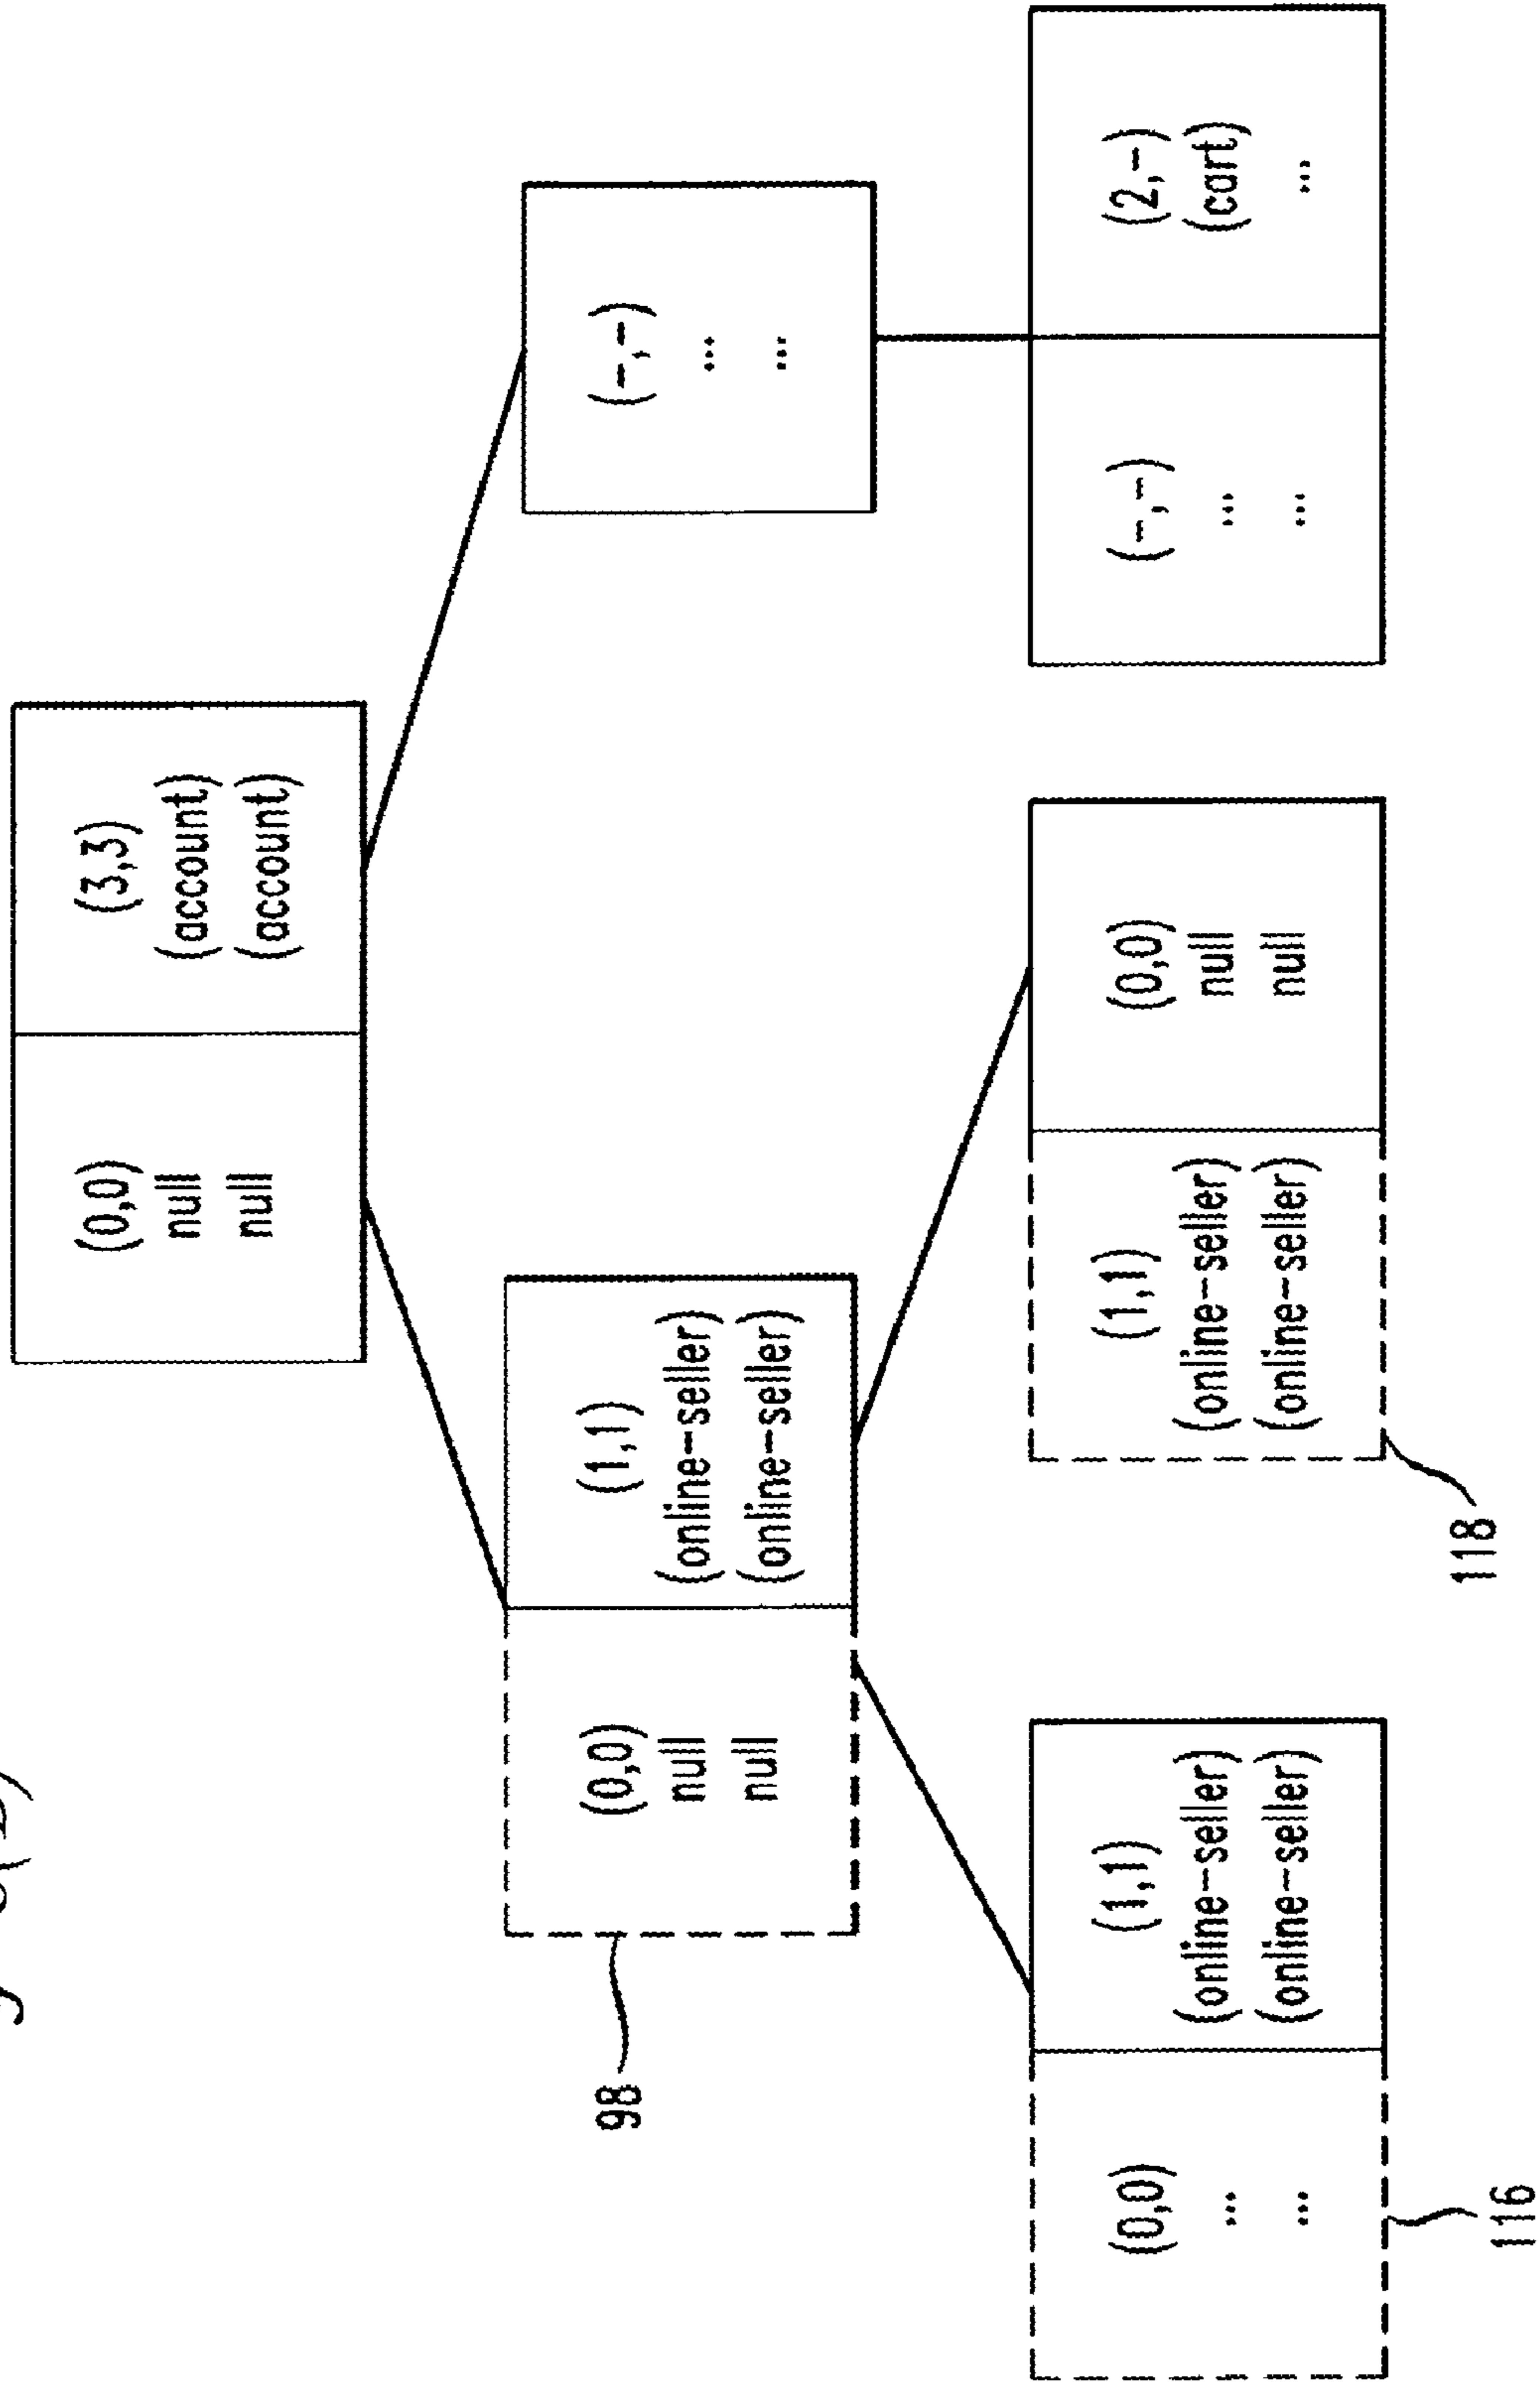 (0,0)
null
null
(3,3)
(account)
(account)
98
(0,0)
null
null
(1,1)
(online-seller)
(online-seller)
(-,-)
...
...
(0,0)
...
...
(1,1)
(online-seller)
(online-seller)
116
(1,1)
(online-seller)
(online-seller)
(0,0)
null
null
118
(-,-)
...
...
(2,-)
(cart)
...